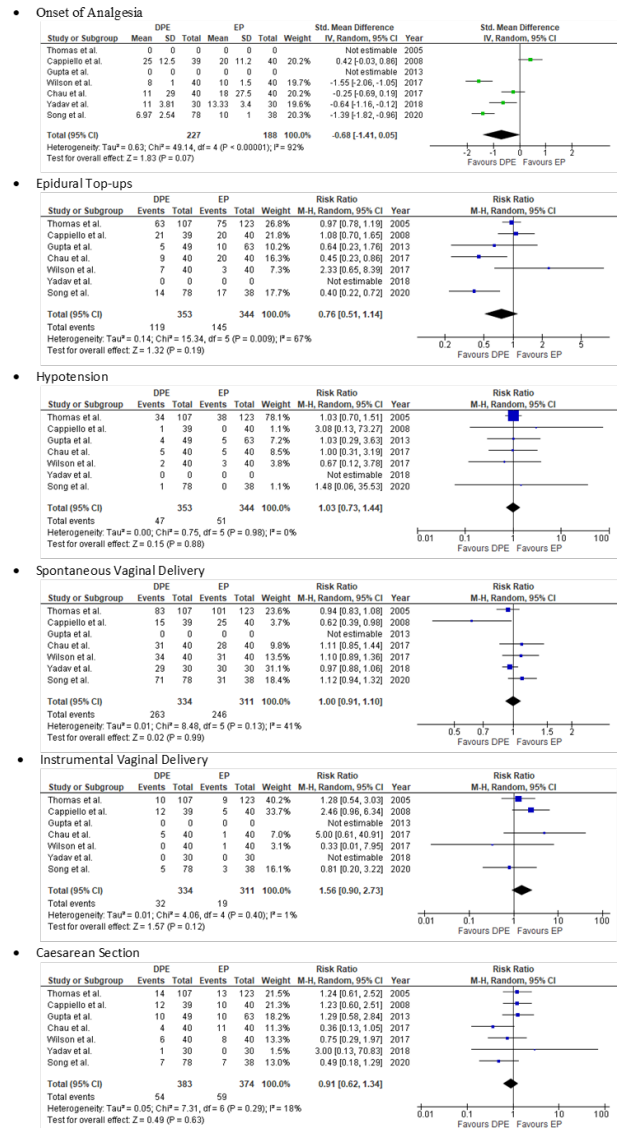 • Onset of Analgesia
DPE EP Std. Mean Difference Std. Mean Difference
Study or Subgroup Mean SD Total Mean SD Total Weight IV, Random, 95% CI Year IV, Random, 95% CI
Thomas et al. 0 0 0 0 0 0 Not estimable 2005
Cappiello et al. 25 12.5 39 20 11.2 40 20.2% 0.42 [-0.03, 0.86] 2008
Gupta et al. 0 0 0 0 0 0 Not estimable 2013
Wilson et al. 8 1 40 10 1.5 40 19.7% -1.55 [-2.06, -1.05] 2017
Chau et al. 11 29 40 18 27.5 40 20.4% -0.25 [-0.69, 0.19] 2017
Yadav et al. 11 3.81 30 13.33 3.4 30 19.4% -0.64 [-1.16, -0.12] 2018
Song et al. 6.97 2.54 78 10 1 38 20.3% -1.39 [-1.82, -0.96] 2020
Total (95% CI) 227 188 100.0% -0.68 [-1.41, 0.05]
Heterogeneity: Tau² = 0.63; Chi² = 49.14, df = 4 (P < 0.00001); I² = 92%
Test for overall effect: Z = 1.83 (P = 0.07)
-2 -1 0 1 2
Favours DPE Favours EP
• Epidural Top-ups
DPE EP Risk Ratio Risk Ratio
Study or Subgroup Events Total Events Total Weight M-H, Random, 95% CI Year M-H, Random, 95% CI
Thomas et al. 63 107 75 123 26.8% 0.97 [0.78, 1.19] 2005
Cappiello et al. 21 39 20 40 21.8% 1.08 [0.70, 1.65] 2008
Gupta et al. 5 49 10 63 10.2% 0.64 [0.23, 1.76] 2013
Chau et al. 9 40 20 40 16.3% 0.45 [0.23, 0.86] 2017
Wilson et al. 7 40 3 40 7.3% 2.33 [0.65, 8.39] 2017
Yadav et al. 0 0 0 0 Not estimable 2018
Song et al. 14 78 17 38 17.7% 0.40 [0.22, 0.72] 2020
Total (95% CI) 353 344 100.0% 0.76 [0.51, 1.14]
Total events 119 145
Heterogeneity: Tau² = 0.14; Chi² = 15.34, df = 5 (P = 0.009); I² = 67%
Test for overall effect: Z = 1.32 (P = 0.19)
0.2 0.5 1 2 5
Favours DPE Favours EP
• Hypotension
DPE EP Risk Ratio Risk Ratio
Study or Subgroup Events Total Events Total Weight M-H, Random, 95% CI Year M-H, Random, 95% CI
Thomas et al. 34 107 38 123 78.1% 1.03 [0.70, 1.51] 2005
Cappiello et al. 1 39 0 40 1.1% 3.08 [0.13, 73.27] 2008
Gupta et al. 4 49 5 63 7.2% 1.03 [0.29, 3.63] 2013
Chau et al. 5 40 5 40 8.5% 1.00 [0.31, 3.19] 2017
Wilson et al. 2 40 3 40 3.8% 0.67 [0.12, 3.78] 2017
Yadav et al. 0 0 0 0 Not estimable 2018
Song et al. 1 78 0 38 1.1% 1.48 [0.06, 35.53] 2020
Total (95% CI) 353 344 100.0% 1.03 [0.73, 1.44]
Total events 47 51
Heterogeneity: Tau² = 0.00; Chi² = 0.75, df = 5 (P = 0.98); I² = 0%
Test for overall effect: Z = 0.15 (P = 0.88)
0.01 0.1 1 10 100
Favours DPE Favours EP
• Spontaneous Vaginal Delivery
DPE EP Risk Ratio Risk Ratio
Study or Subgroup Events Total Events Total Weight M-H, Random, 95% CI Year M-H, Random, 95% CI
Thomas et al. 83 107 101 123 23.6% 0.94 [0.83, 1.08] 2005
Cappiello et al. 15 39 25 40 3.7% 0.62 [0.39, 0.98] 2008
Gupta et al. 0 0 0 0 Not estimable 2013
Chau et al. 31 40 28 40 9.8% 1.11 [0.85, 1.44] 2017
Wilson et al. 34 40 31 40 13.5% 1.10 [0.89, 1.36] 2017
Yadav et al. 29 30 30 30 31.0% 0.97 [0.88, 1.06] 2018
Song et al. 71 78 31 38 18.4% 1.12 [0.94, 1.32] 2020
Total (95% CI) 334 311 100.0% 1.00 [0.91, 1.10]
Total events 263 246
Heterogeneity: Tau² = 0.01; Chi² = 8.48, df = 5 (P = 0.13); I² = 41%
Test for overall effect: Z = 0.02 (P = 0.99)
0.5 0.7 1 1.5 2
Favours DPE Favours EP
• Instrumental Vaginal Delivery
DPE EP Risk Ratio Risk Ratio
Study or Subgroup Events Total Events Total Weight M-H, Random, 95% CI Year M-H, Random, 95% CI
Thomas et al. 10 107 9 123 40.2% 1.28 [0.54, 3.03] 2005
Cappiello et al. 12 39 5 40 33.7% 2.46 [0.96, 6.34] 2008
Gupta et al. 0 0 0 0 Not estimable 2013
Chau et al. 5 40 1 40 7.0% 5.00 [0.61, 40.91] 2017
Wilson et al. 0 40 1 40 3.1% 0.33 [0.01, 7.95] 2017
Yadav et al. 0 30 0 30 Not estimable 2018
Song et al. 5 78 3 38 16.1% 0.81 [0.20, 3.22] 2020
Total (95% CI) 334 311 100.0% 1.56 [0.90, 2.73]
Total events 32 19
Heterogeneity: Tau² = 0.01; Chi² = 4.06, df = 4 (P = 0.40); I² = 1%
Test for overall effect: Z = 1.57 (P = 0.12)
0.01 0.1 1 10 100
Favours DPE Favours EP
• Caesarean Section
DPE EP Risk Ratio Risk Ratio
Study or Subgroup Events Total Events Total Weight M-H, Random, 95% CI Year M-H, Random, 95% CI
Thomas et al. 14 107 13 123 21.5% 1.24 [0.61, 2.52] 2005
Cappiello et al. 12 39 10 40 22.1% 1.23 [0.60, 2.51] 2008
Gupta et al. 10 49 10 63 18.2% 1.29 [0.58, 2.84] 2013
Chau et al. 4 40 11 40 11.3% 0.36 [0.13, 1.05] 2017
Wilson et al. 6 40 8 40 12.4% 0.75 [0.29, 1.97] 2017
Yadav et al. 1 30 0 30 1.5% 3.00 [0.13, 70.83] 2018
Song et al. 7 78 7 38 13.0% 0.49 [0.18, 1.29] 2020
Total (95% CI) 383 374 100.0% 0.91 [0.62, 1.34]
Total events 54 59
Heterogeneity: Tau² = 0.05; Chi² = 7.31, df = 6 (P = 0.29); I² = 18%
Test for overall effect: Z = 0.49 (P = 0.63)
0.01 0.1 1 10 100
Favours DPE Favours EP